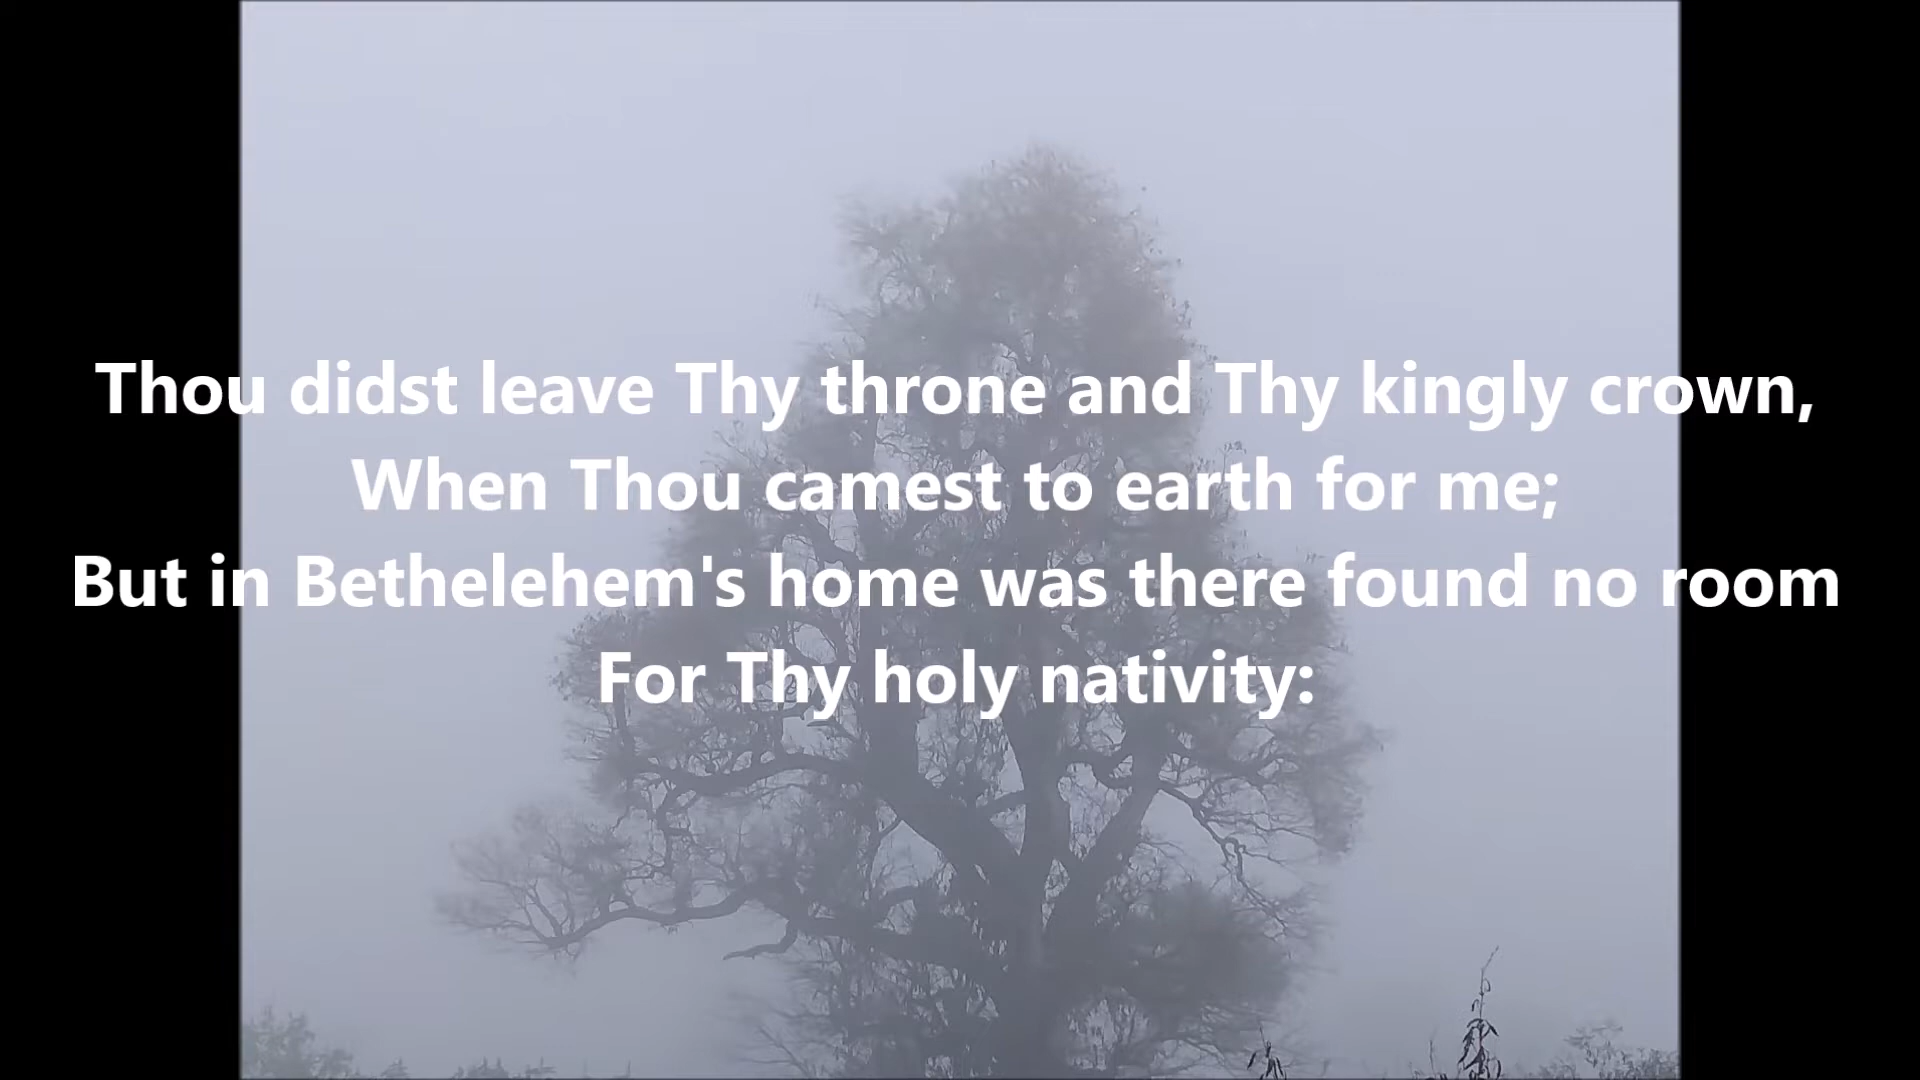 Thou didst leave Thy throne and Thy kingly crown,
When Thou camest to earth for me;
But in Bethelehem's home was there found no room
For Thy holy nativity: